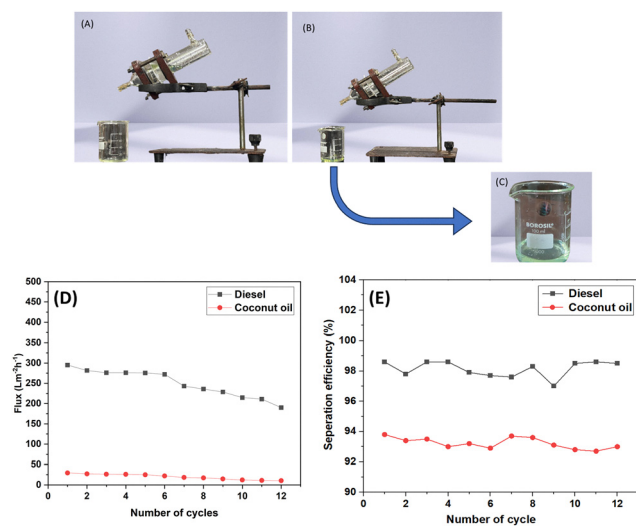 (A)
(B)
(C)
BOROSIL
(D)
Diesel
Coconut oil
Flux (Lm-2h-1)
500
450
400
350
300
250
200
150
100
50
0
0 2 4 6 8 10 12
Number of cycles
(E)
Diesel
Coconut oil
Seperation efficiency (%)
104
102
100
98
96
94
92
90
0 2 4 6 8 10 12 14
Number of cycle